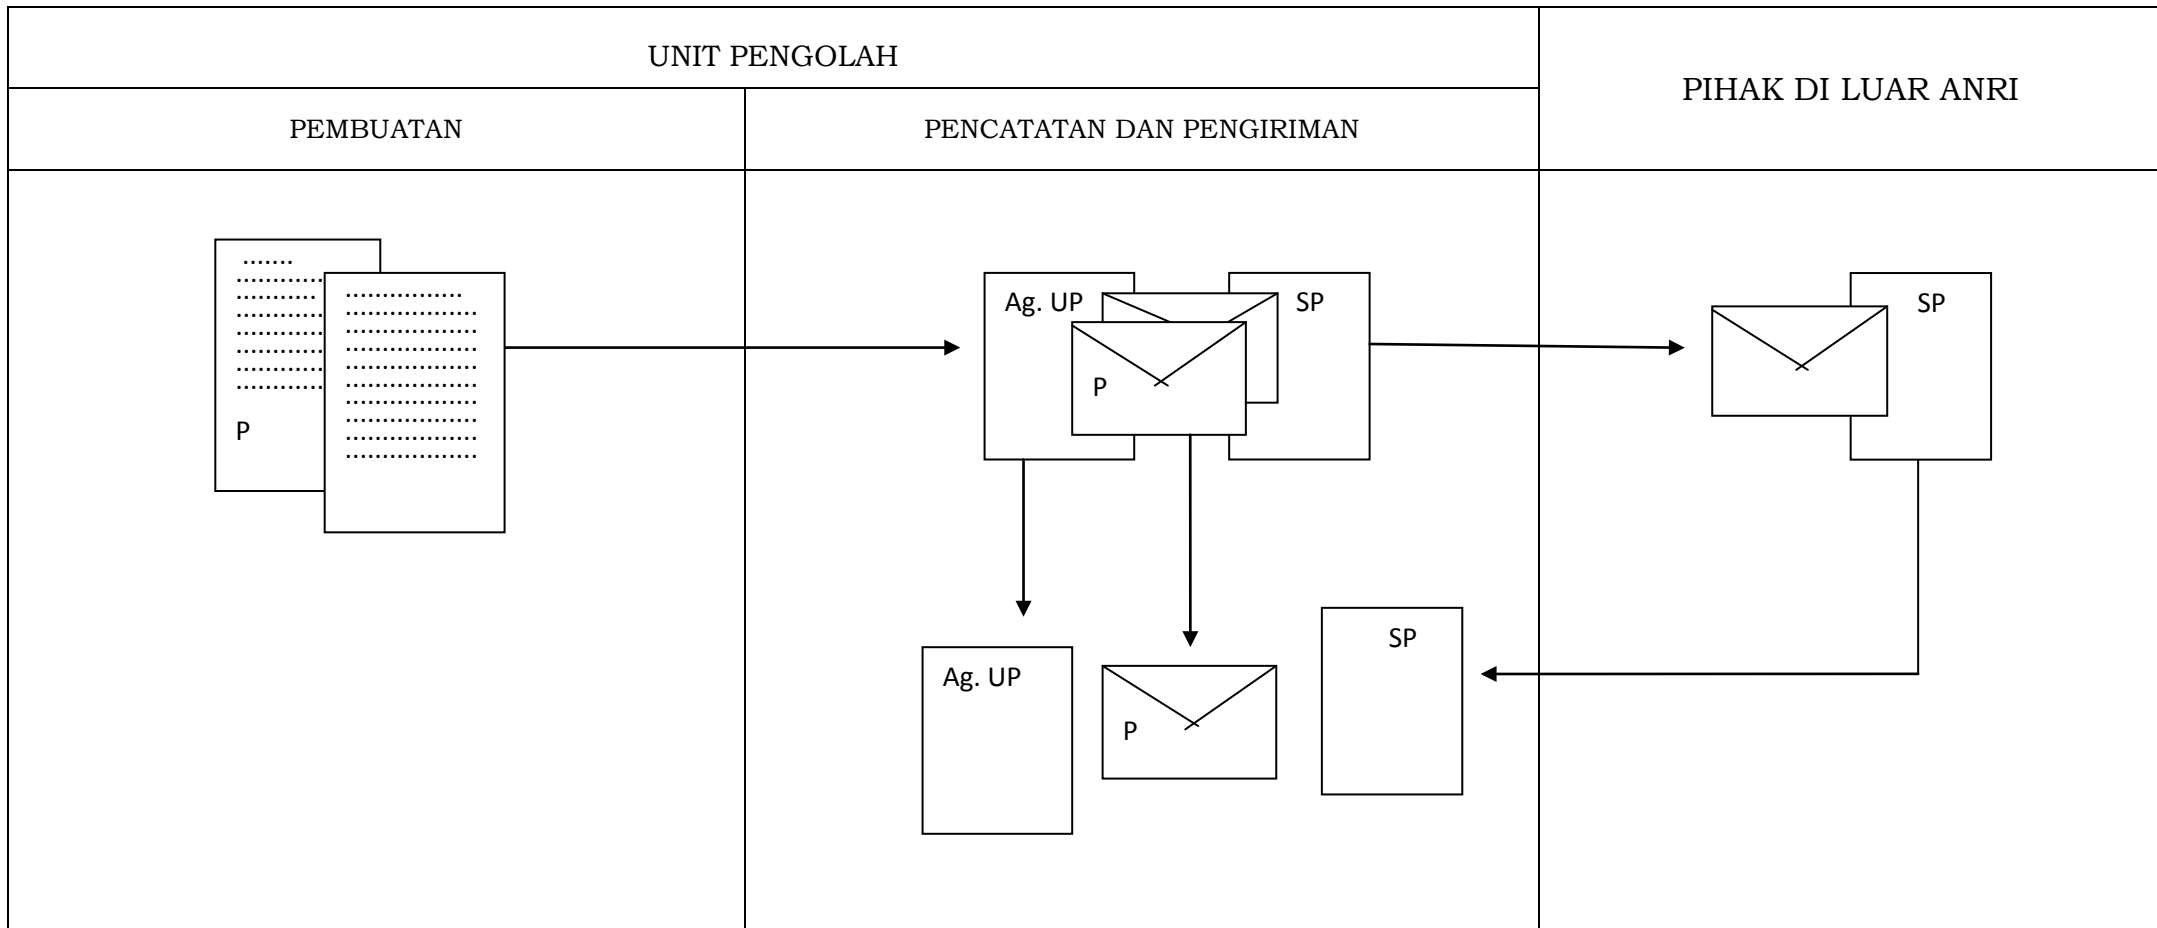 UNIT PENGOLAH
PIHAK DI LUAR ANRI
PEMBUATAN
PENCATATAN DAN PENGIRIMAN
.......
............
...........
............
............
............
............
............
P
................
..................
..................
..................
..................
..................
..................
..................
..................
..................
Ag. UP
SP
P
SP
Ag. UP
P
SP